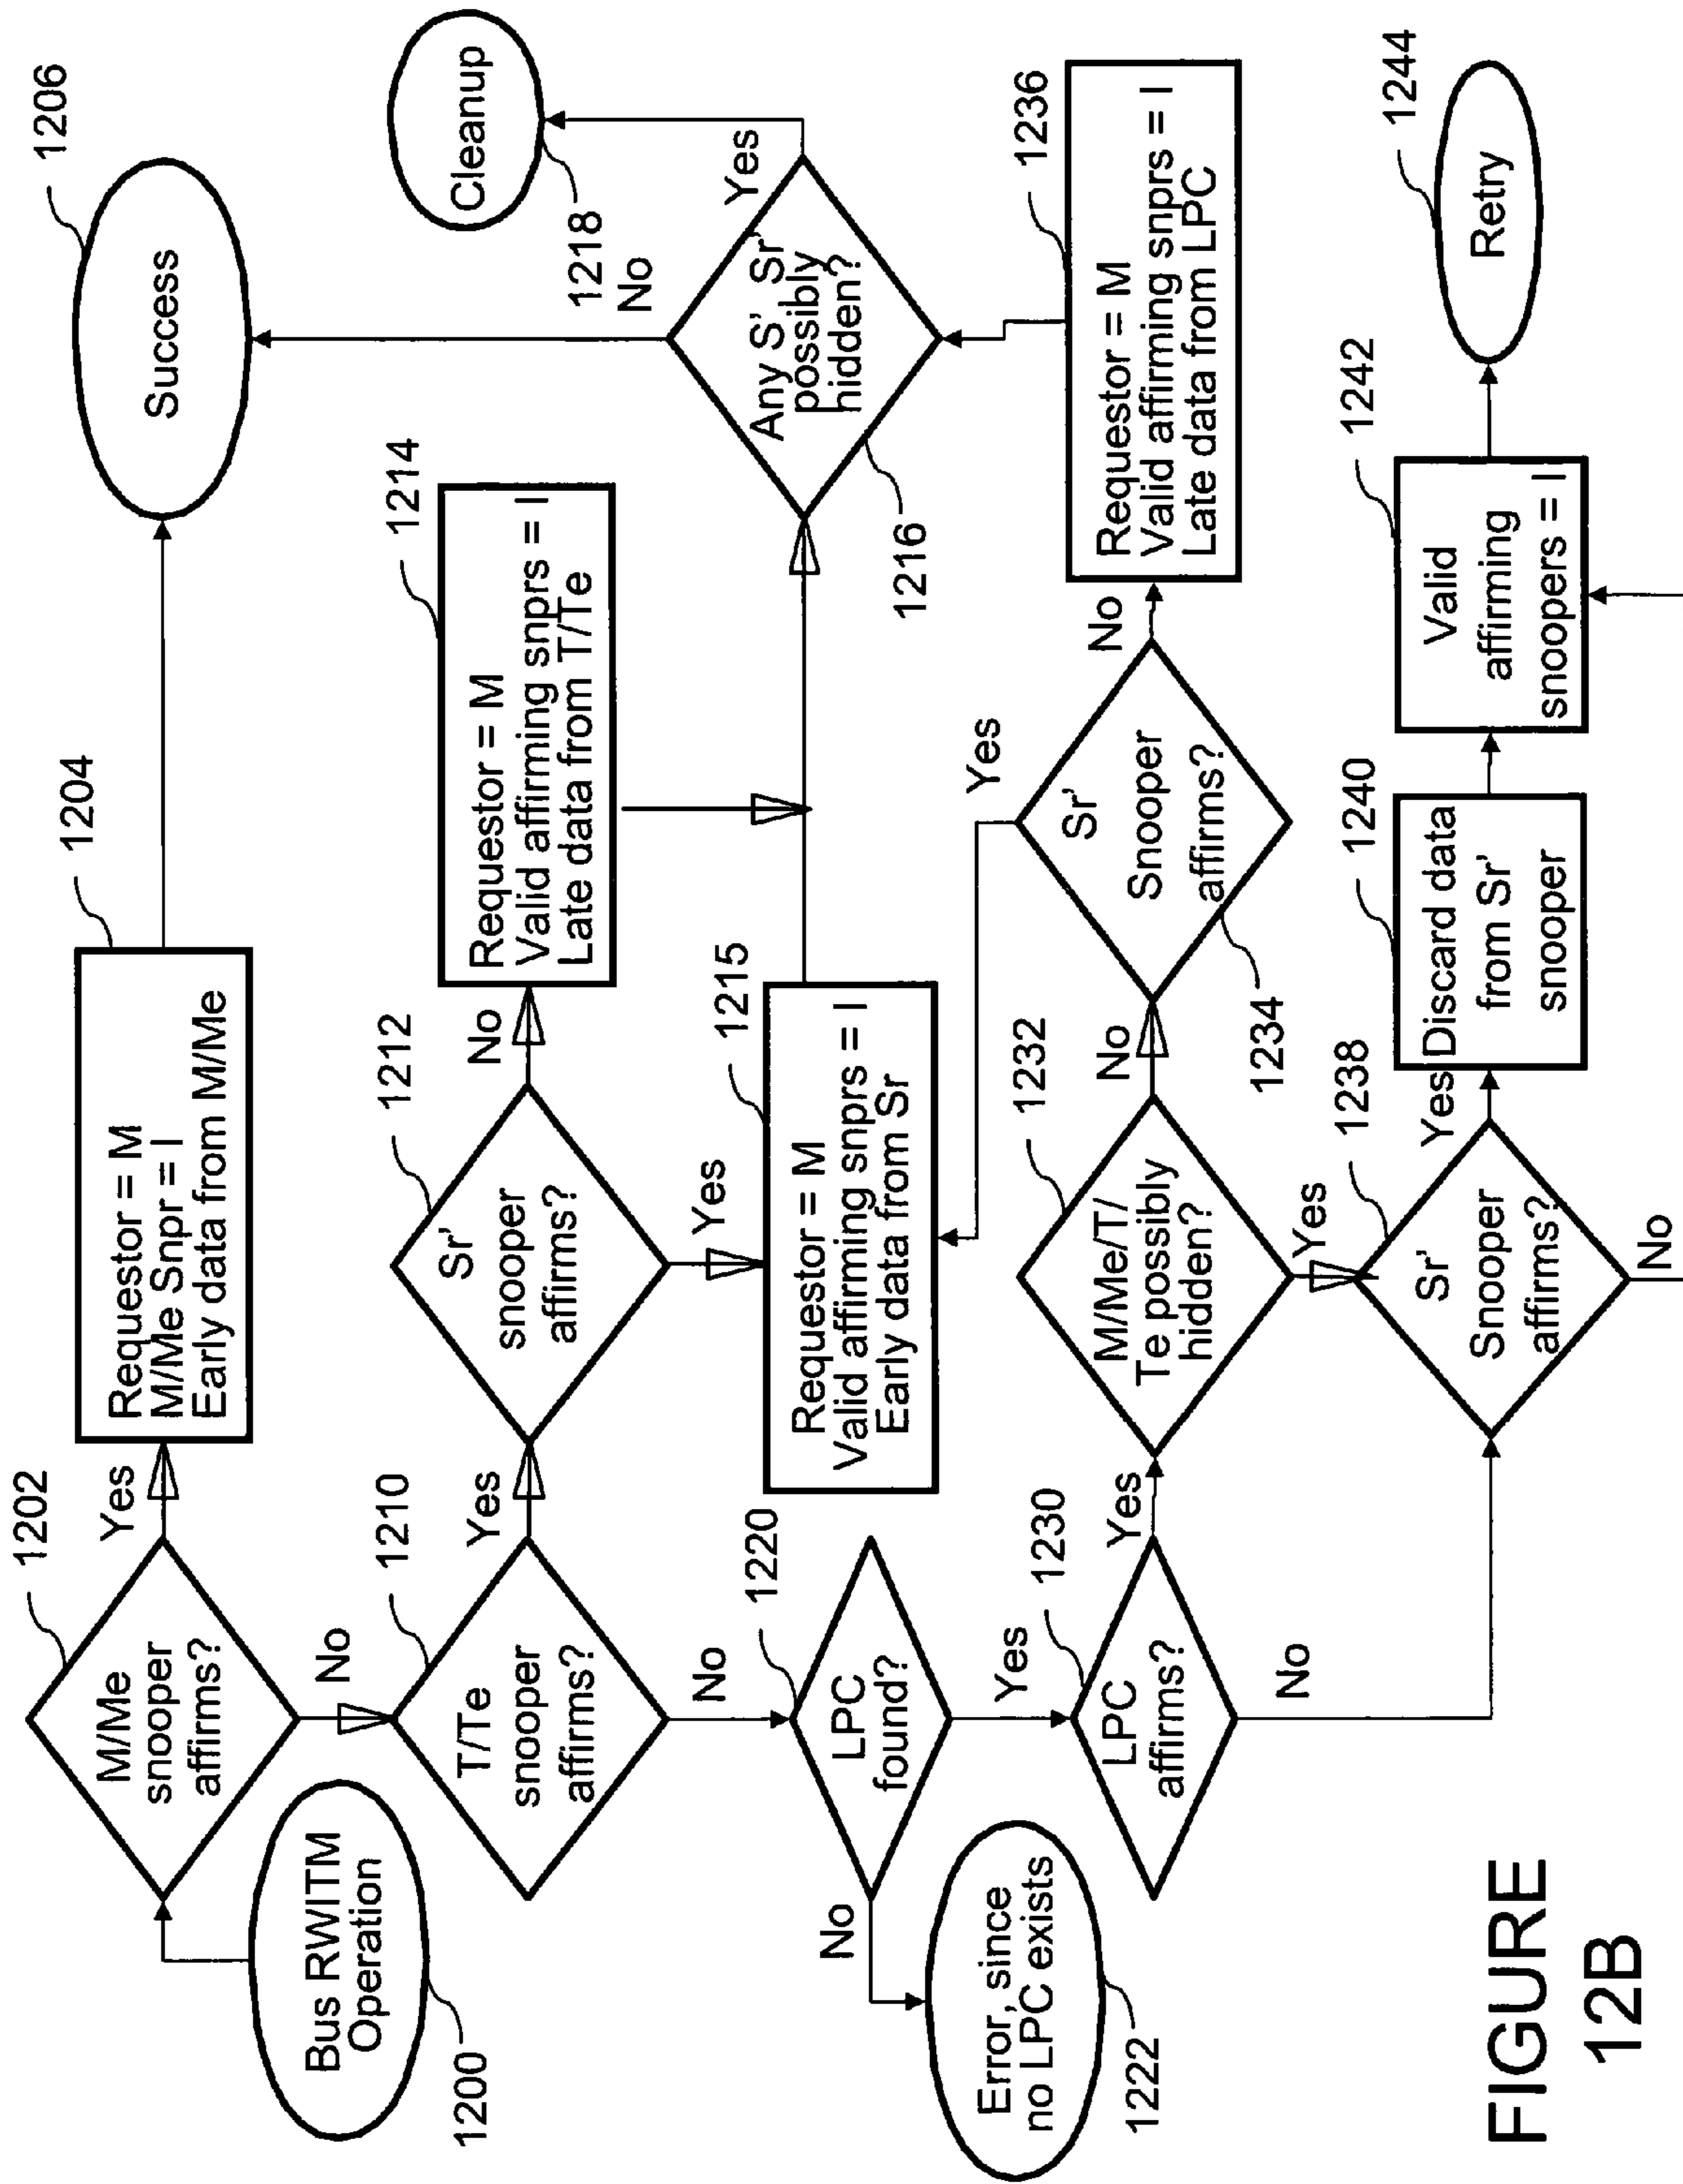 1200
Bus RWITM
Operation
1202
M/Me
snooper
affirms?
Yes
No
1204
Requestor = M
M/Me Snpr = I
Early data from M/Me
1206
Success
1210
T/Te
snooper
affirms?
Yes
No
1212
Sr'
snooper
affirms?
No
Yes
1214
Requestor = M
Valid affirming snprs = I
Late data from T/Te
1215
Requestor = M
Valid affirming snprs = I
Early data from Sr
1216
Any S' Sr'
possibly
hidden?
No
Yes
1218
Cleanup
1220
LPC
found?
No
Yes
1222
Error, since
no LPC exists
1230
LPC
affirms?
Yes
No
1232
M/Me/T/
Te possibly
hidden?
No
Yes
1234
Sr'
Snooper
affirms?
Yes
No
1236
Requestor = M
Valid affirming snprs = I
Late data from LPC
1238
Sr'
Snooper
affirms?
Yes
No
1240
Discard data
from Sr'
snooper
1242
Valid
affirming
snoopers = I
1244
Retry
FIGURE
12B